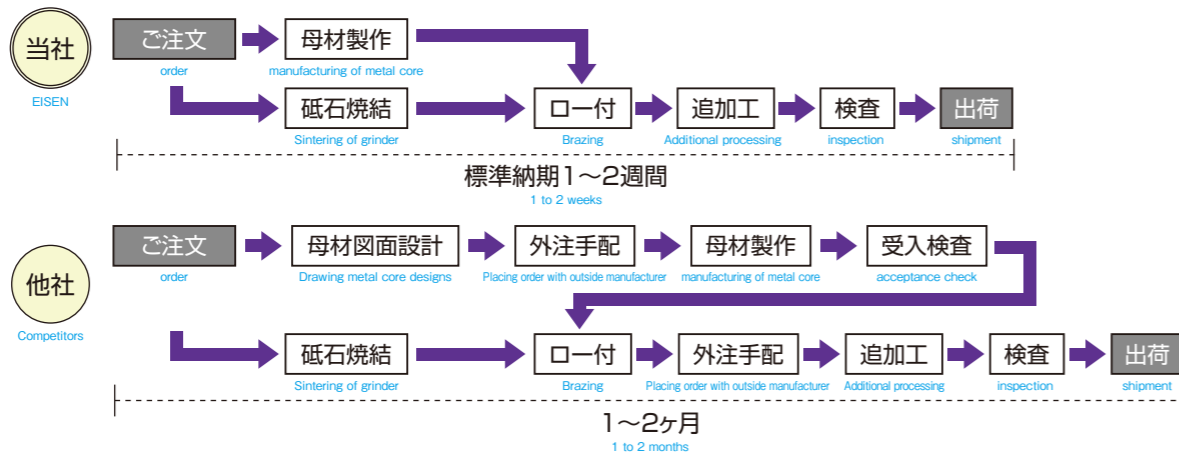 当社
EISEN
ご注文
order
母材製作
manufacturing of metal core
砥石焼結
Sintering of grinder
ロー付
Brazing
追加工
Additional processing
検査
inspection
出荷
shipment
標準納期1～2週間
1 to 2 weeks
他社
Competitors
ご注文
order
母材図面設計
Drawing metal core designs
外注手配
Placing order with outside manufacturer
母材製作
manufacturing of metal core
受入検査
acceptance check
砥石焼結
Sintering of grinder
ロー付
Brazing
外注手配
Placing order with outside manufacturer
追加工
Additional processing
検査
inspection
出荷
shipment
1～2ヶ月
1 to 2 months